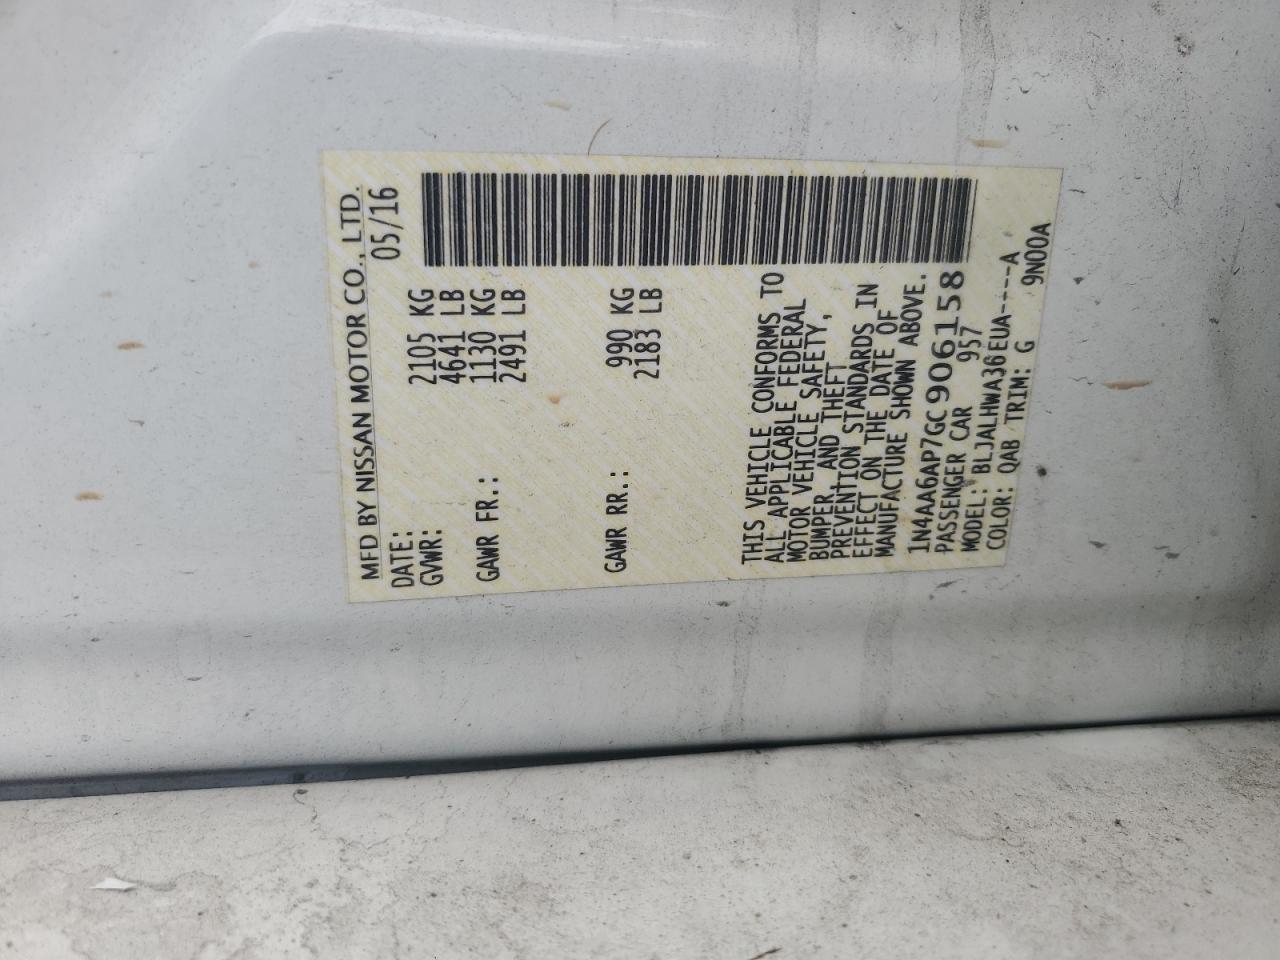 MFD BY NISSAN MOTOR CO., LTD.
DATE: 05/16
GVWR: 2105 KG
4641 LB
GAWR FR.: 1130 KG
2491 LB
GAWR RR.: 990 KG
2183 LB
THIS VEHICLE CONFORMS TO
ALL APPLICABLE FEDERAL
MOTOR VEHICLE SAFETY,
BUMPER, AND THEFT
PREVENTION STANDARDS IN
EFFECT ON THE DATE OF
MANUFACTURE SHOWN ABOVE.
1N4AA6AP7GC906158
PASSENGER CAR 957
MODEL: BLJALHWA36EUA----A
COLOR: QAB TRIM: G 9N00A